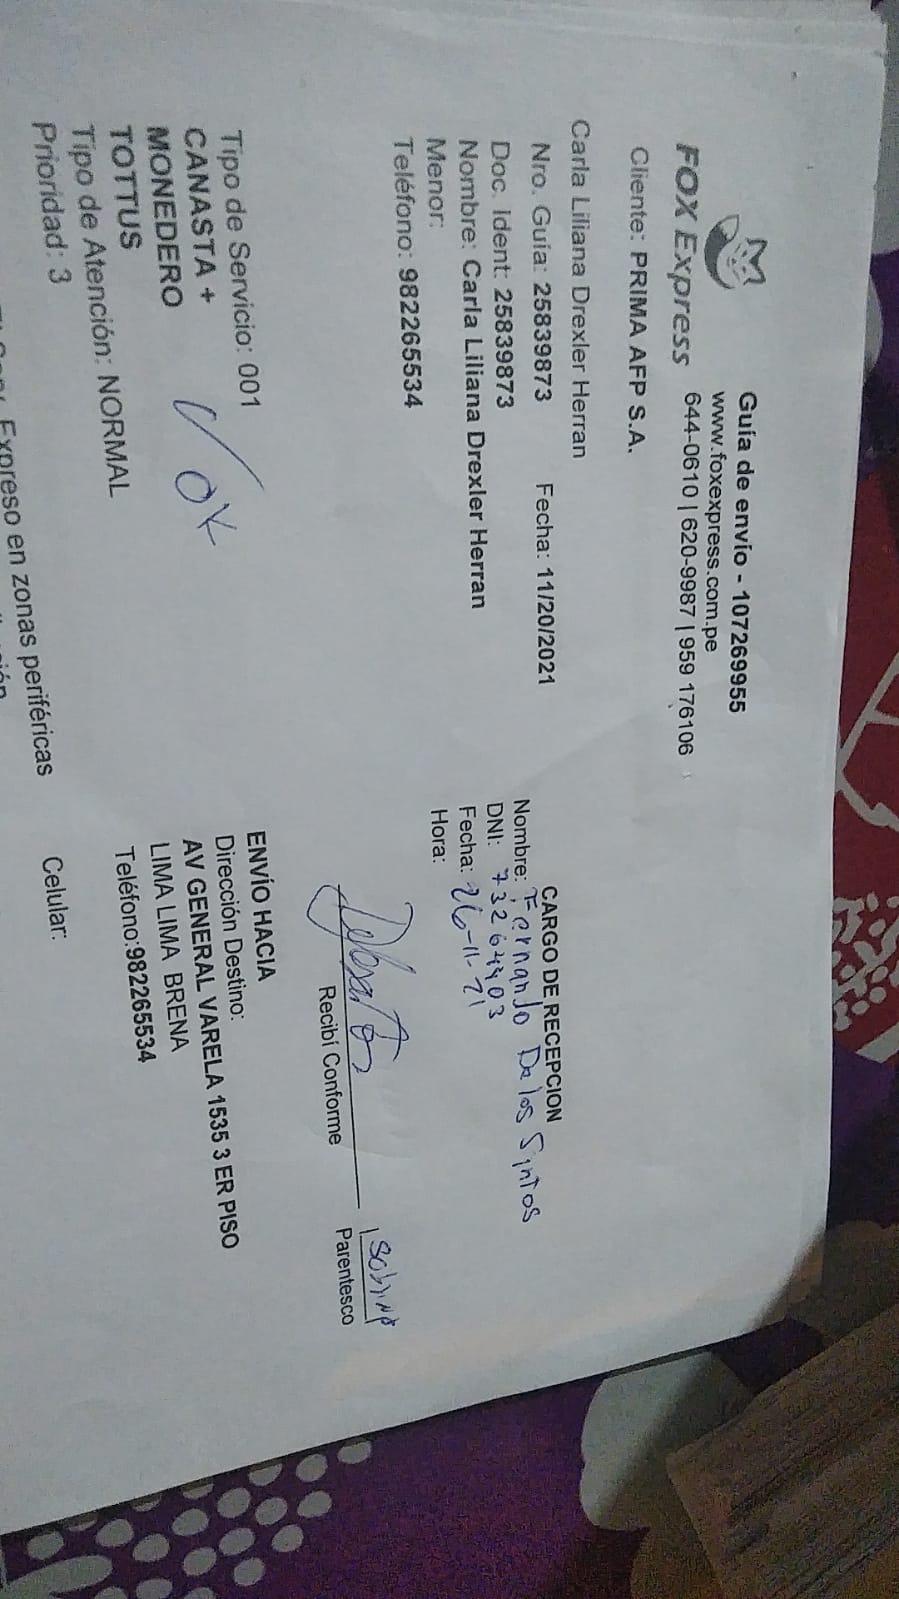 Guía de envío - 107269955
www.foxexpress.com.pe
FOX Express 644-0610 | 620-9987 | 959 176106
Cliente: PRIMA AFP S.A.
Carla Liliana Drexler Herran
Nro. Guía: 25839873 Fecha: 11/20/2021
Doc. Ident: 25839873
Nombre: Carla Liliana Drexler Herran
Menor:
Teléfono: 982265534
CARGO DE RECEPCION
Nombre: Fernando De los Santos
DNI: 73264403
Fecha: 26-11-21
Hora:
Recibí Conforme
sobrino
Parentesco
Tipo de Servicio: 001
CANASTA +
MONEDERO
TOTTUS
OK
Tipo de Atención: NORMAL
Prioridad: 3
ENVÍO HACIA
Dirección Destino:
AV GENERAL VARELA 1535 3 ER PISO
LIMA LIMA BRENA
Teléfono:982265534
Celular:
Expreso en zonas periféricas